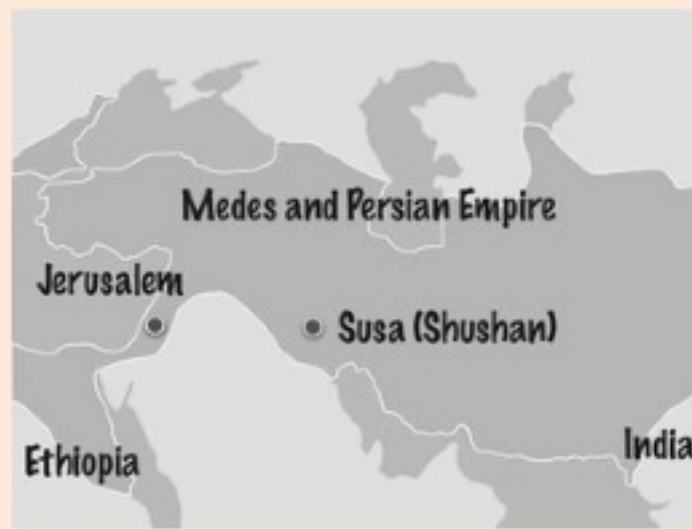 Medes and Persian Empire
Jerusalem
Susa (Shushan)
Ethiopia
India